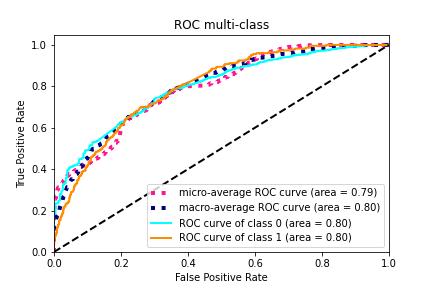 ROC multi-class
True Positive Rate
1.0
0.8
0.6
0.4
0.2
0.0
micro-average ROC curve (area = 0.79)
macro-average ROC curve (area = 0.80)
ROC curve of class 0 (area = 0.80)
ROC curve of class 1 (area = 0.80)
0.0 0.2 0.4 0.6 0.8 1.0
False Positive Rate